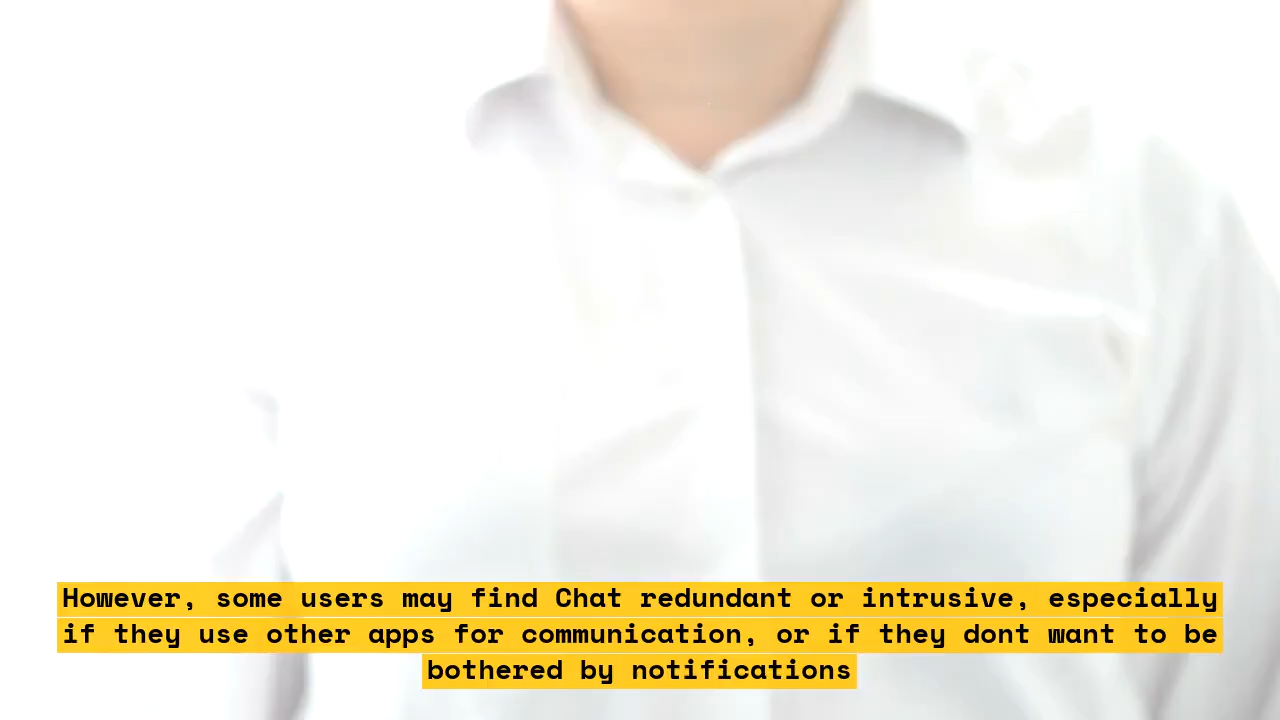 However, some users may find Chat redundant or intrusive, especially
if they use other apps for communication, or if they dont want to be
bothered by notifications